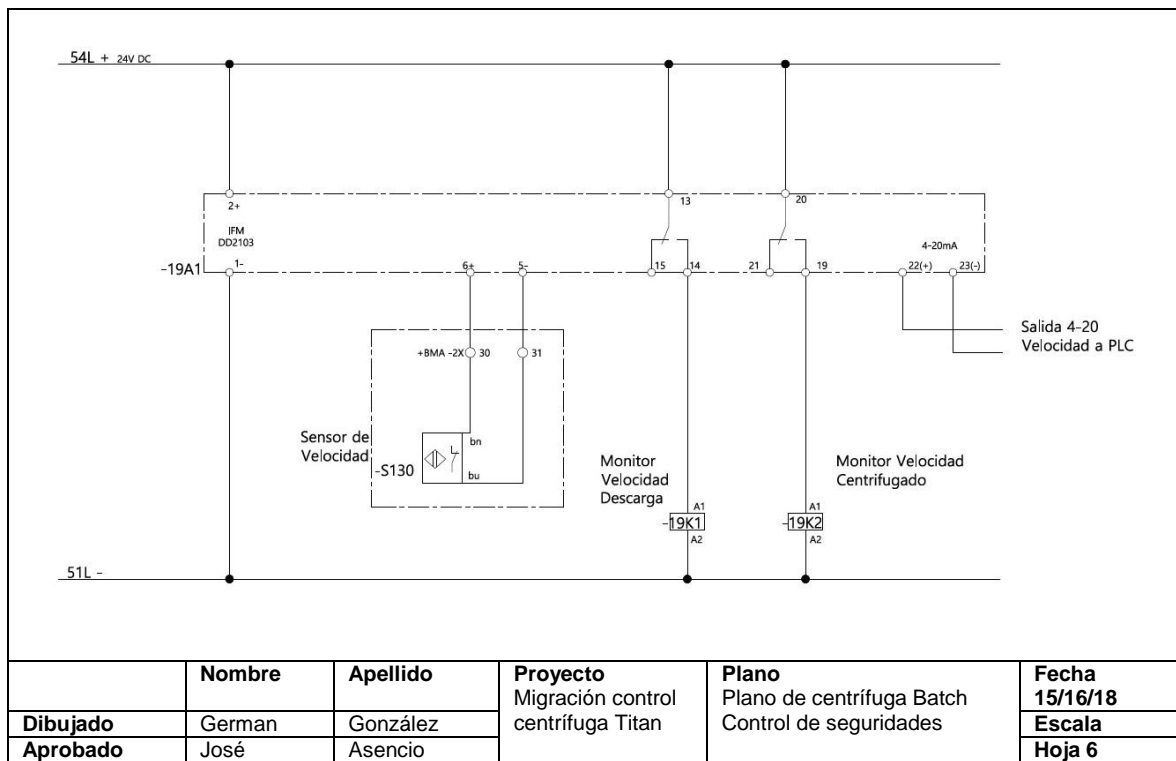 54L + 24V DC
2+
13
20
IFM
DD2103
4-20mA
-19A1
1-
6+
5-
15
14
21
19
22(+)
23(-)
Salida 4-20
Velocidad a PLC
+BMA -2X
30
31
Sensor de
Velocidad
-S130
bn
bu
Monitor
Velocidad
Descarga
Monitor Velocidad
Centrifugado
A1
-19K1
A2
A1
-19K2
A2
51L -
Nombre
Apellido
Proyecto
Migración control
centrífuga Titan
Plano
Plano de centrífuga Batch
Control de seguridades
Fecha
15/16/18
Dibujado
German
González
Escala
Aprobado
José
Asencio
Hoja 6